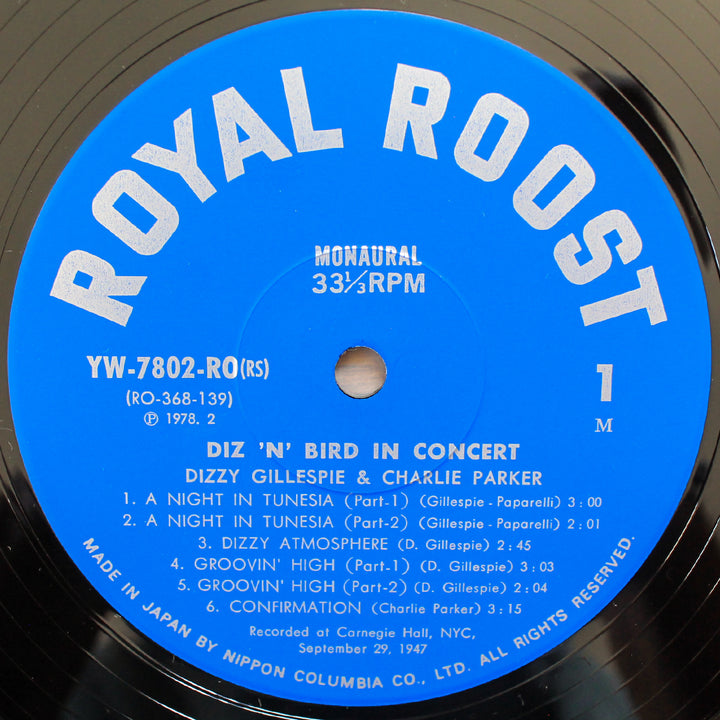 ROYAL ROOST
MONAURAL
33⅓RPM
YW-7802-RO(RS)
(RO-368-139)
℗ 1978. 2
1
M
DIZ 'N' BIRD IN CONCERT
DIZZY GILLESPIE & CHARLIE PARKER
1. A NIGHT IN TUNESIA (Part-1) (Gillespie - Paparelli) 3 : 00
2. A NIGHT IN TUNESIA (Part-2) (Gillespie - Paparelli) 2 : 01
3. DIZZY ATMOSPHERE (D. Gillespie) 2 : 45
4. GROOVIN' HIGH (Part-1) (D. Gillespie) 3 : 03
5. GROOVIN' HIGH (Part-2) (D. Gillespie) 2 : 04
6. CONFIRMATION (Charlie Parker) 3 : 15
Recorded at Carnegie Hall, NYC,
September 29, 1947
MADE IN JAPAN BY NIPPON COLUMBIA CO., LTD. ALL RIGHTS RESERVED.